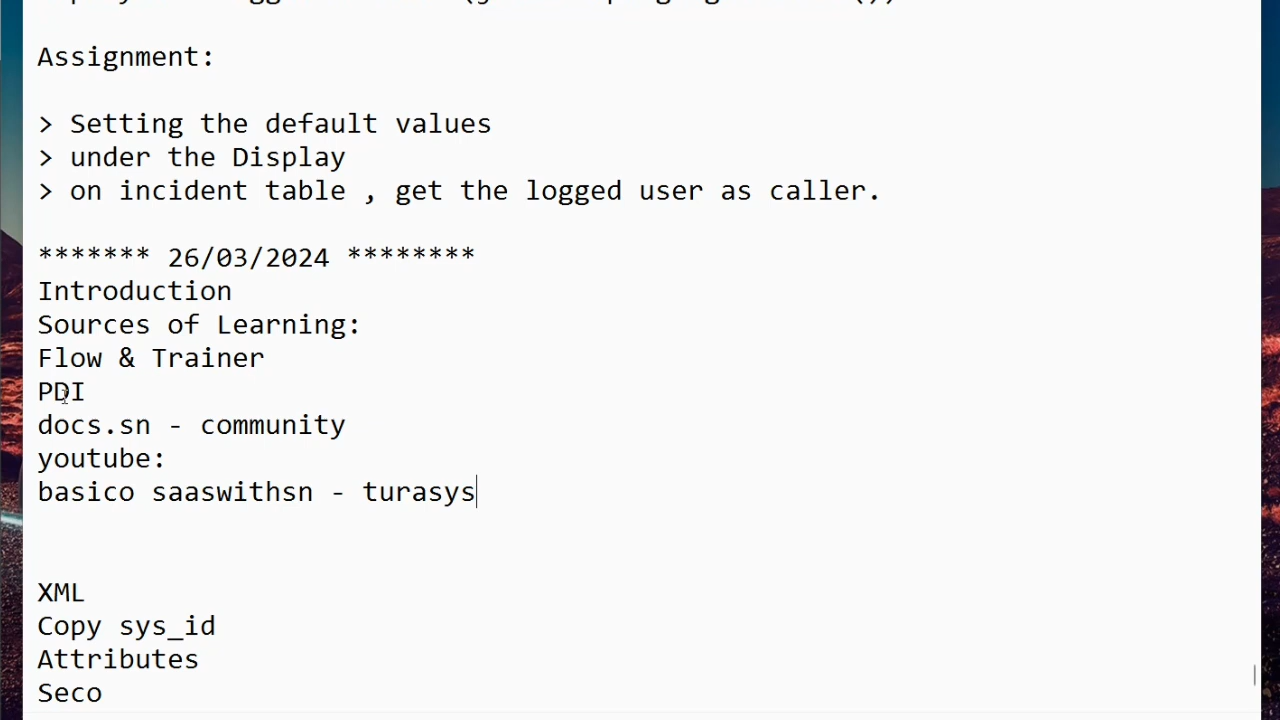 Assignment:
> Setting the default values
> under the Display
> on incident table , get the logged user as caller.
******* 26/03/2024 ********
Introduction
Sources of Learning:
Flow & Trainer
PDI
docs.sn - community
youtube:
basico saaswithsn - turasys
XML
Copy sys_id
Attributes
Seco